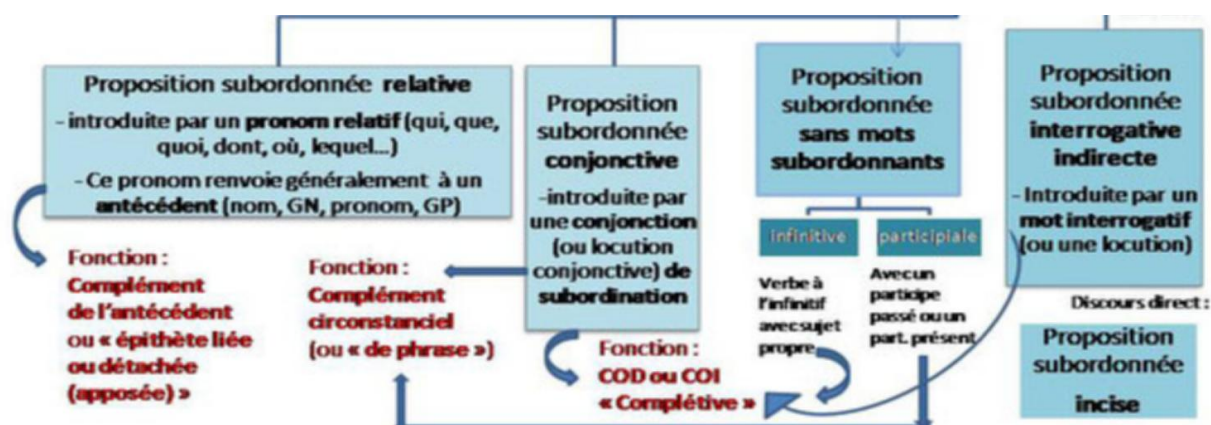 Proposition subordonnée relative
- introduite par un pronom relatif (qui, que,
quoi, dont, où, lequel...)
- Ce pronom renvoie généralement à un
antécédent (nom, GN, pronom, GP)
Fonction :
Complément
de l'antécédent
ou « épithète liée
ou détachée
(apposée) »
Proposition
subordonnée
conjonctive
-introduite par
une conjonction
(ou locution
conjonctive) de
subordination
Fonction :
Complément
circonstanciel
(ou « de phrase »)
Fonction :
COD ou COI
« Complétive »
Proposition
subordonnée
sans mots
subordonnants
infinitive
participiale
Verbe à
l'infinitif
avec sujet
propre
Avec un
participe
passé ou un
part. présent
Proposition
subordonnée
interrogative
indirecte
- Introduite par un
mot interrogatif
(ou une locution)
Discours direct :
Proposition
subordonnée
incise